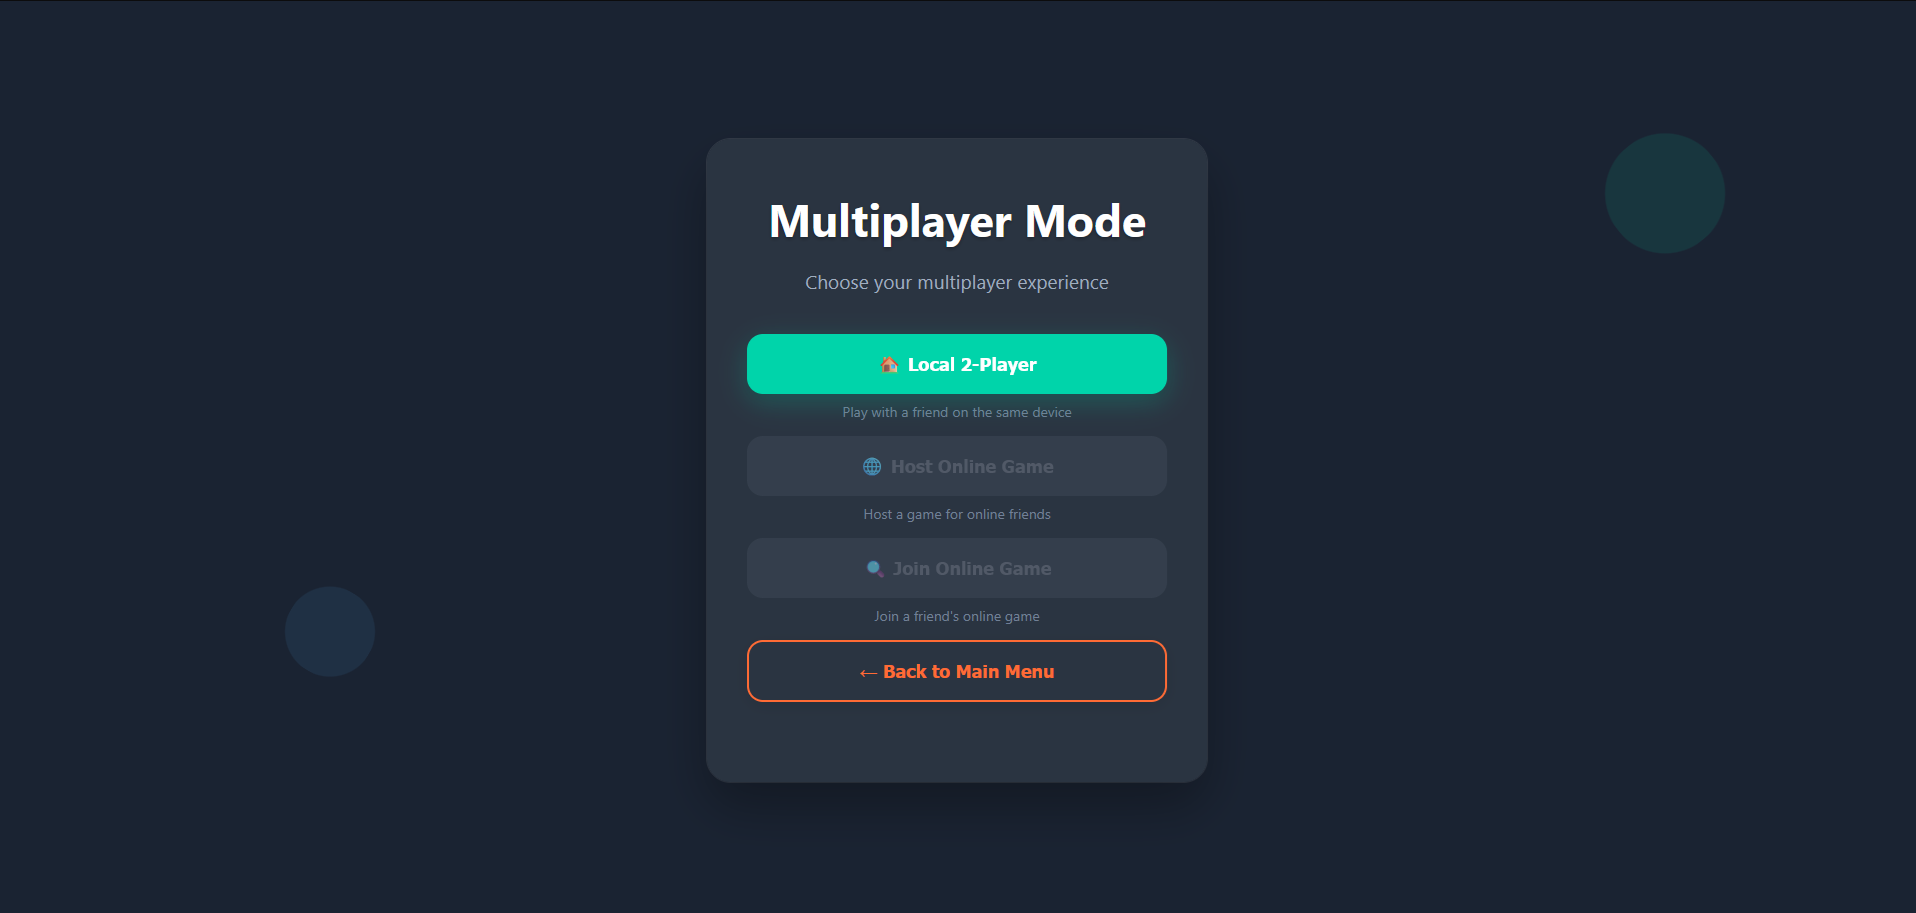 Multiplayer Mode
Choose your multiplayer experience
🏠 Local 2-Player
Play with a friend on the same device
🌐 Host Online Game
Host a game for online friends
🔍 Join Online Game
Join a friend's online game
← Back to Main Menu